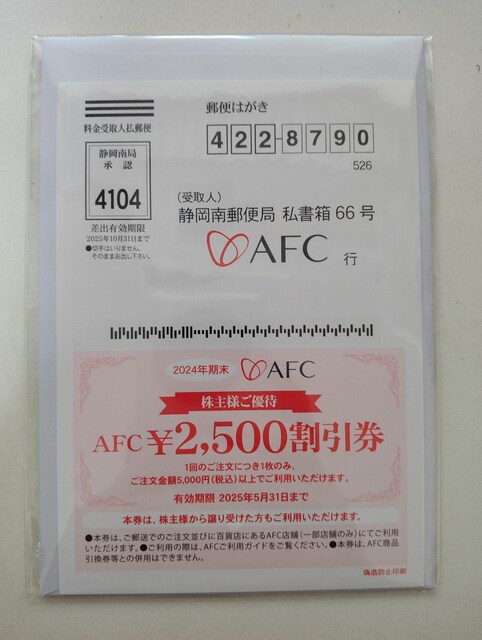 郵便はがき
料金受取人払郵便
422-8790
526
静岡南局
承認
4104
差出有効期限
2025年10月31日まで
●切手はいりません。
そのままお出し下さい。
(受取人)
静岡南郵便局 私書箱66号
AFC 行
2024年期末 AFC
株主様ご優待
AFC¥2,500割引券
1回のご注文につき1枚のみ、
ご注文金額5,000円(税込)以上でご利用いただけます。
有効期限 2025年5月31日まで
本券は、株主様から譲り受けた方もご利用いただけます。
●本券は、ご郵送でのご注文並びに百貨店にあるAFC店舗(一部店舗のみ)にてご利用
いただけます。●ご利用の際は、AFCご利用ガイドをご覧ください。●本券は、AFC商品
引換券等との併用はできません。
偽造防止印刷